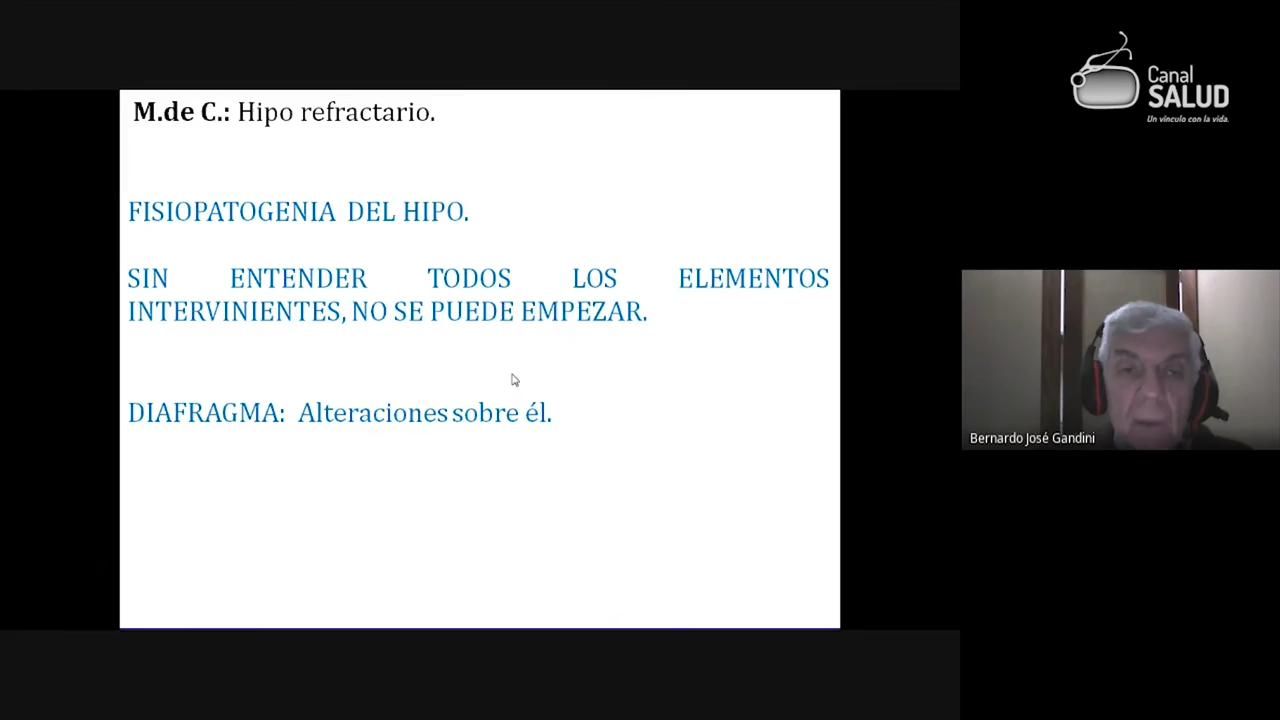 M.de C.: Hipo refractario.
FISIOPATOGENIA DEL HIPO.
SIN ENTENDER TODOS LOS ELEMENTOS
INTERVINIENTES, NO SE PUEDE EMPEZAR.
DIAFRAGMA: Alteraciones sobre él.
Canal
SALUD
Un vínculo con la vida.
Bernardo José Gandini